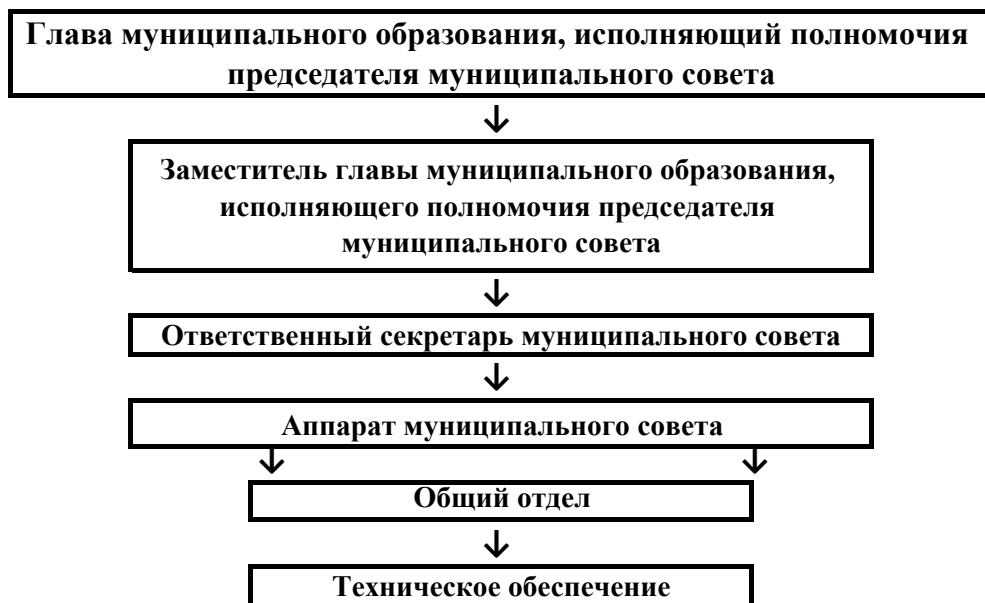 Глава муниципального образования, исполняющий полномочия
председателя муниципального совета
Заместитель главы муниципального образования,
исполняющего полномочия председателя
муниципального совета
Ответственный секретарь муниципального совета
Аппарат муниципального совета
Общий отдел
Техническое обеспечение